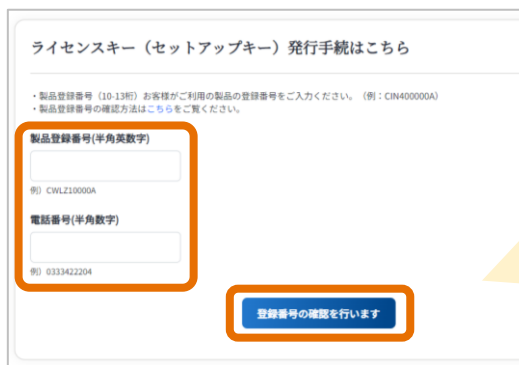 ライセンスキー（セットアップキー）発行手続はこちら
・製品登録番号（10-13桁）お客様がご利用の製品の登録番号をご入力ください。（例：CIN400000A）
・製品登録番号の確認方法はこちらをご覧ください。
製品登録番号(半角英数字)
例）CWLZ10000A
電話番号(半角数字)
例）0333422204
登録番号の確認を行います